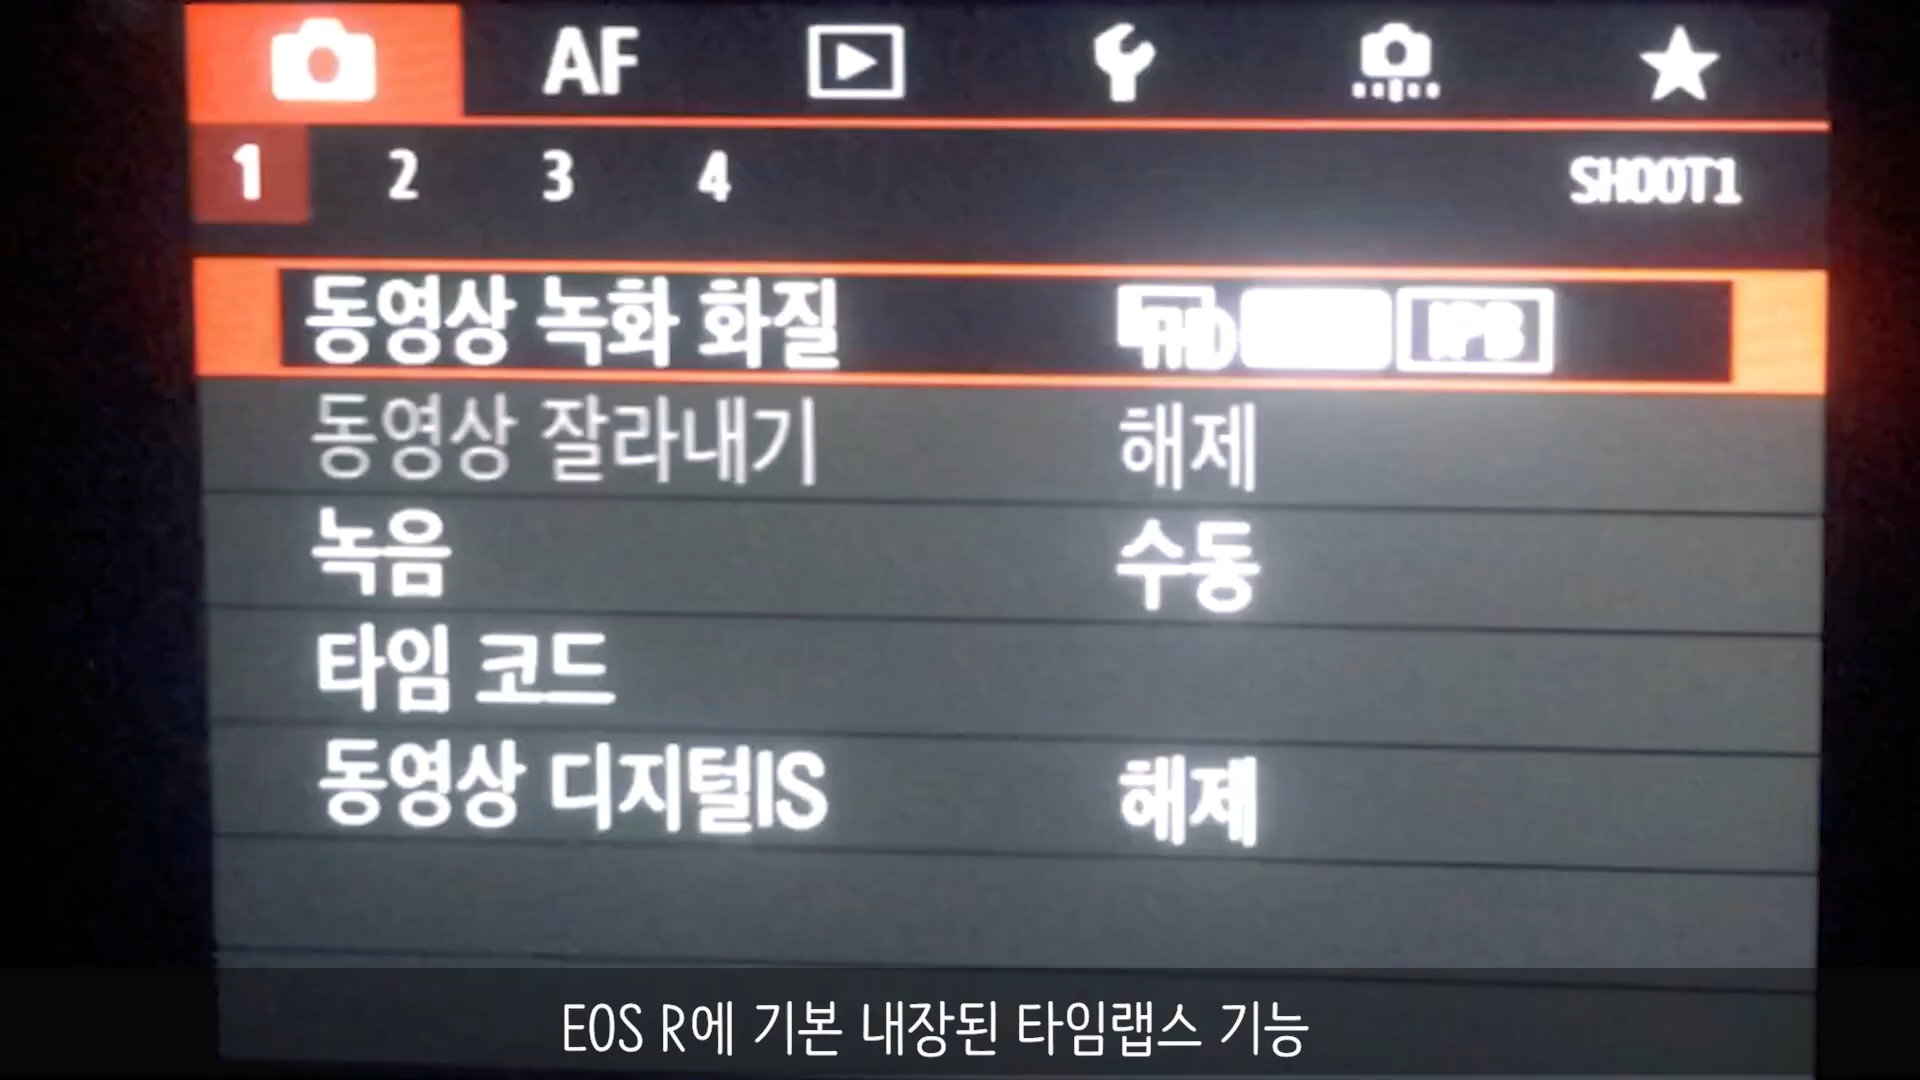 AF
1 2 3 4 SHOOT1
동영상 녹화 화질
동영상 잘라내기 해제
녹음 수동
타임 코드
동영상 디지털IS 해제
EOS R에 기본 내장된 타임랩스 기능